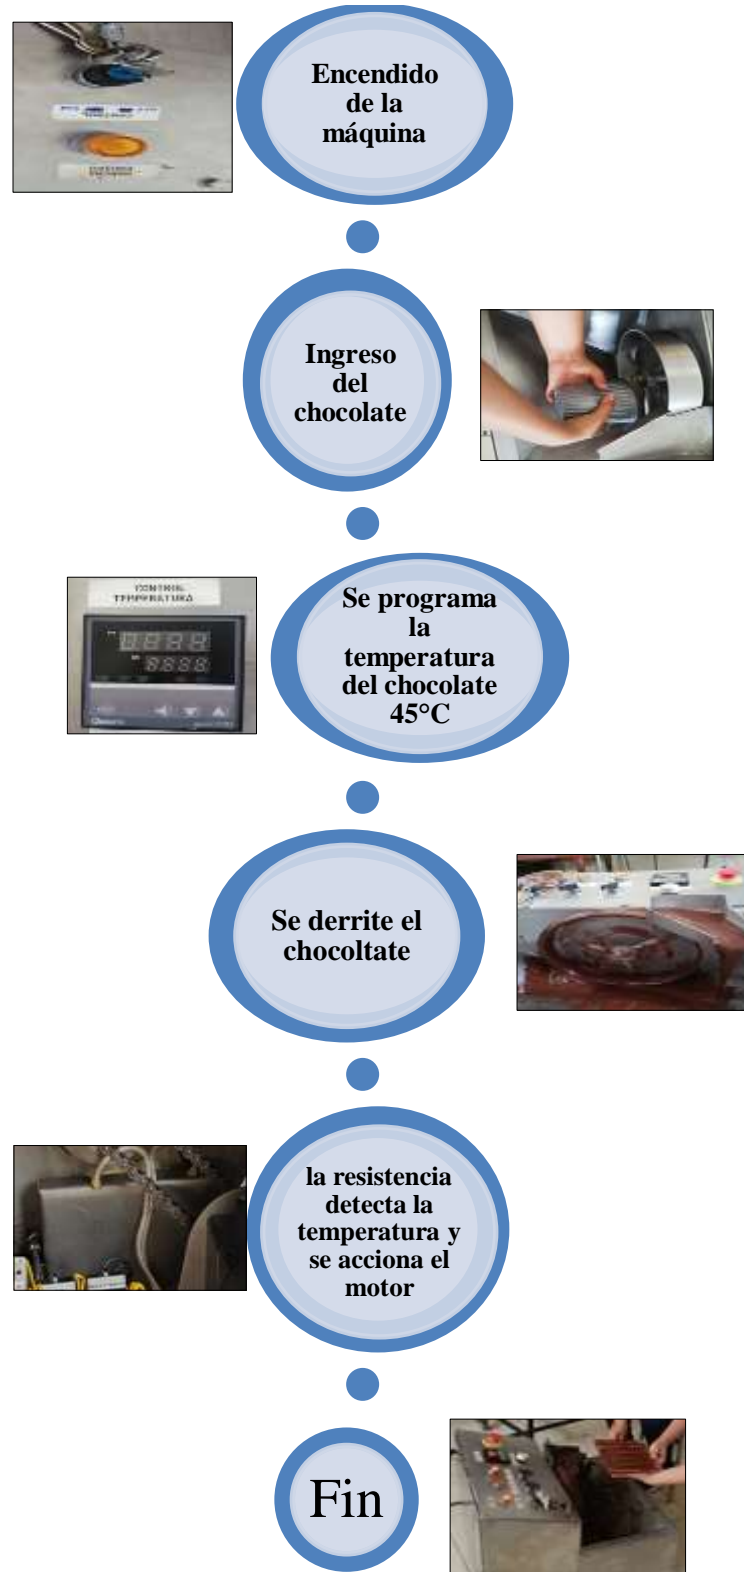 Encendido
de la
máquina
Ingreso
del
chocolate
CONTROL
TEMPERATURA
Se programa
la
temperatura
del chocolate
45°C
Se derrite el
chocoltate
la resistencia
detecta la
temperatura y
se acciona el
motor
Fin